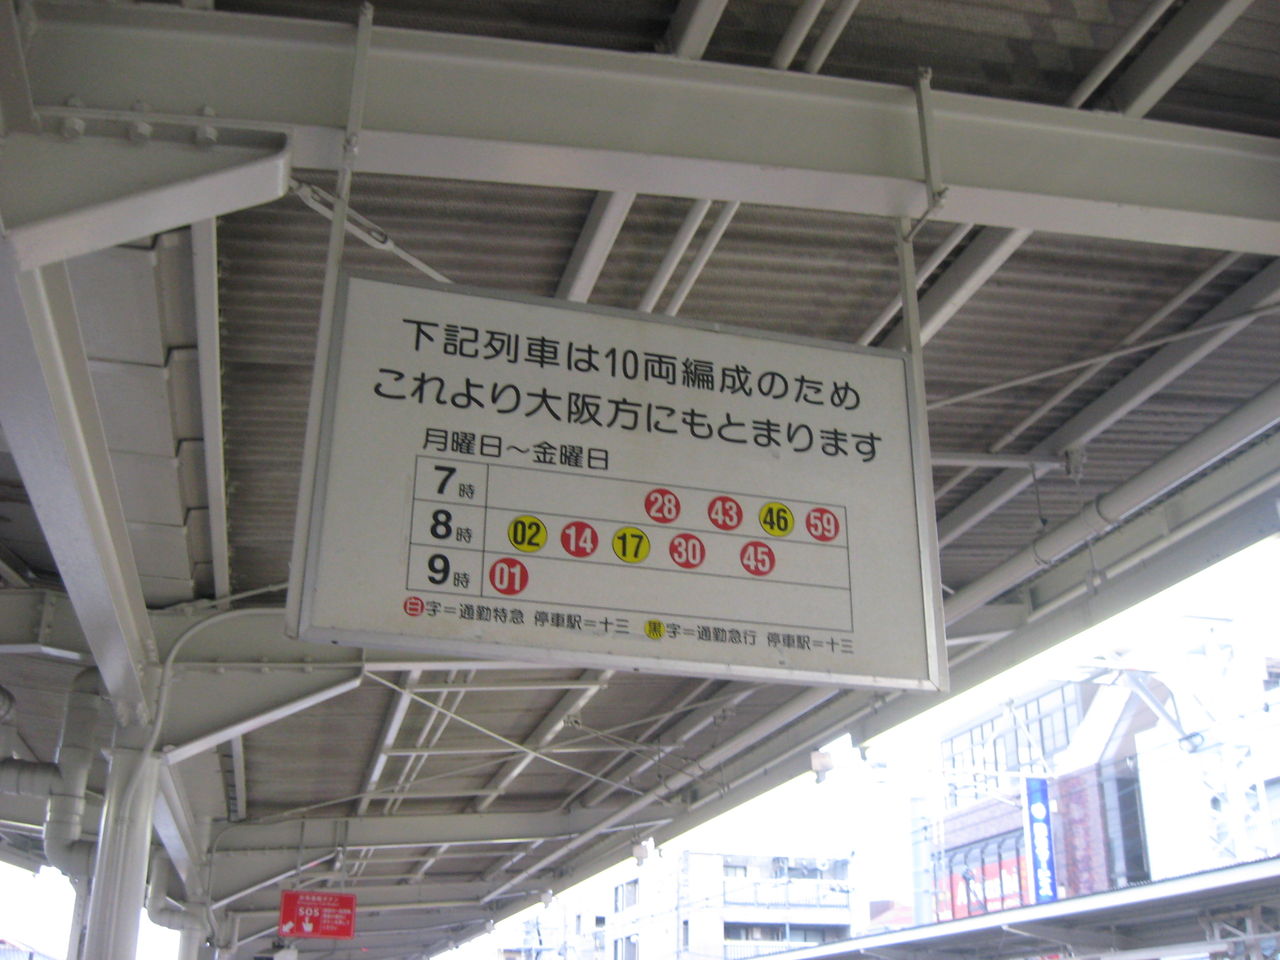 下記列車は10両編成のため
これより大阪方にもとまります
月曜日～金曜日
7時 28 43 46 59
8時 02 14 17 30 45
9時 01
白字＝通勤特急 停車駅＝十三 黒字＝通勤急行 停車駅＝十三
SOS